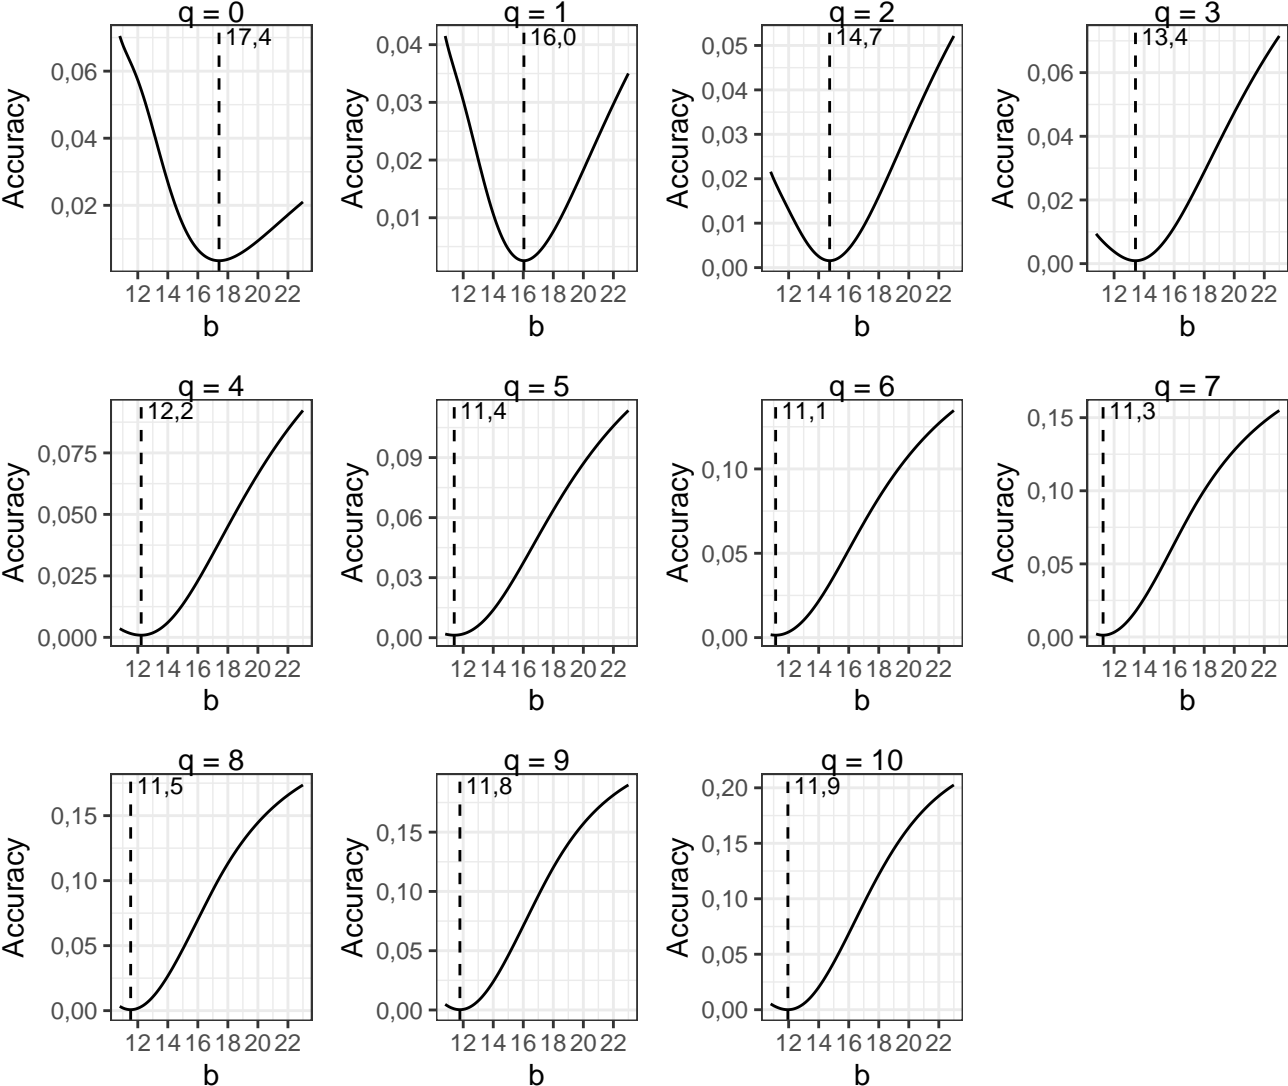 q = 0
17,4
Accuracy
0,06
0,04
0,02
12 14 16 18 20 22
b
q = 1
16,0
Accuracy
0,04
0,03
0,02
0,01
12 14 16 18 20 22
b
q = 2
14,7
Accuracy
0,05
0,04
0,03
0,02
0,01
0,00
12 14 16 18 20 22
b
q = 3
13,4
Accuracy
0,06
0,04
0,02
0,00
12 14 16 18 20 22
b
q = 4
12,2
Accuracy
0,075
0,050
0,025
0,000
12 14 16 18 20 22
b
q = 5
11,4
Accuracy
0,09
0,06
0,03
0,00
12 14 16 18 20 22
b
q = 6
11,1
Accuracy
0,10
0,05
0,00
12 14 16 18 20 22
b
q = 7
11,3
Accuracy
0,15
0,10
0,05
0,00
12 14 16 18 20 22
b
q = 8
11,5
Accuracy
0,15
0,10
0,05
0,00
12 14 16 18 20 22
b
q = 9
11,8
Accuracy
0,15
0,10
0,05
0,00
12 14 16 18 20 22
b
q = 10
11,9
Accuracy
0,20
0,15
0,10
0,05
0,00
12 14 16 18 20 22
b